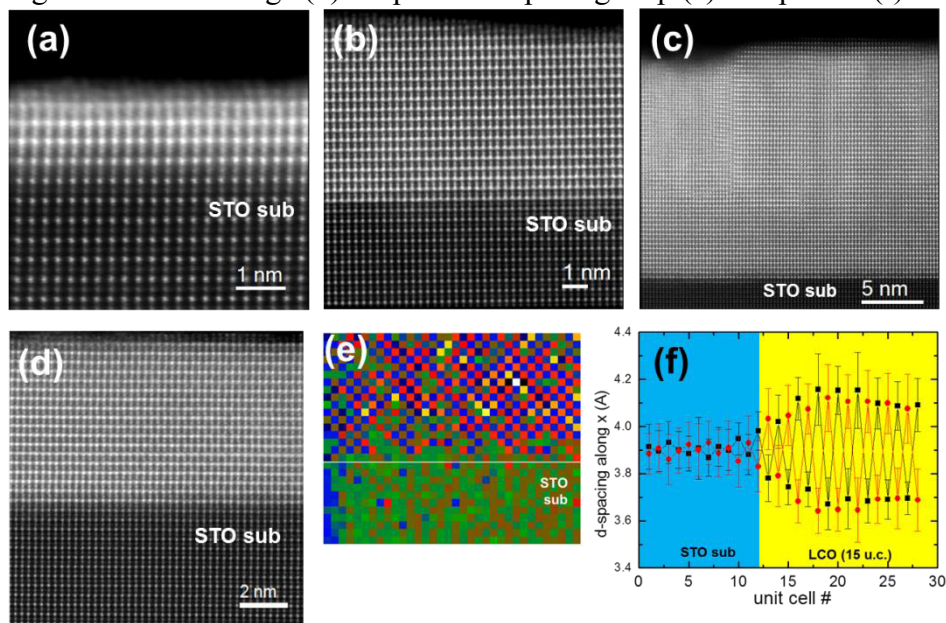 (a)
STO sub
1 nm
(b)
STO sub
1 nm
(c)
STO sub
5 nm
(d)
STO sub
2 nm
(e)
STO
sub
(f)
d-spacing along x (A)
4.4
4.2
4.0
3.8
3.6
3.4
STO sub
LCO (15 u.c.)
0 5 10 15 20 25 30
unit cell #